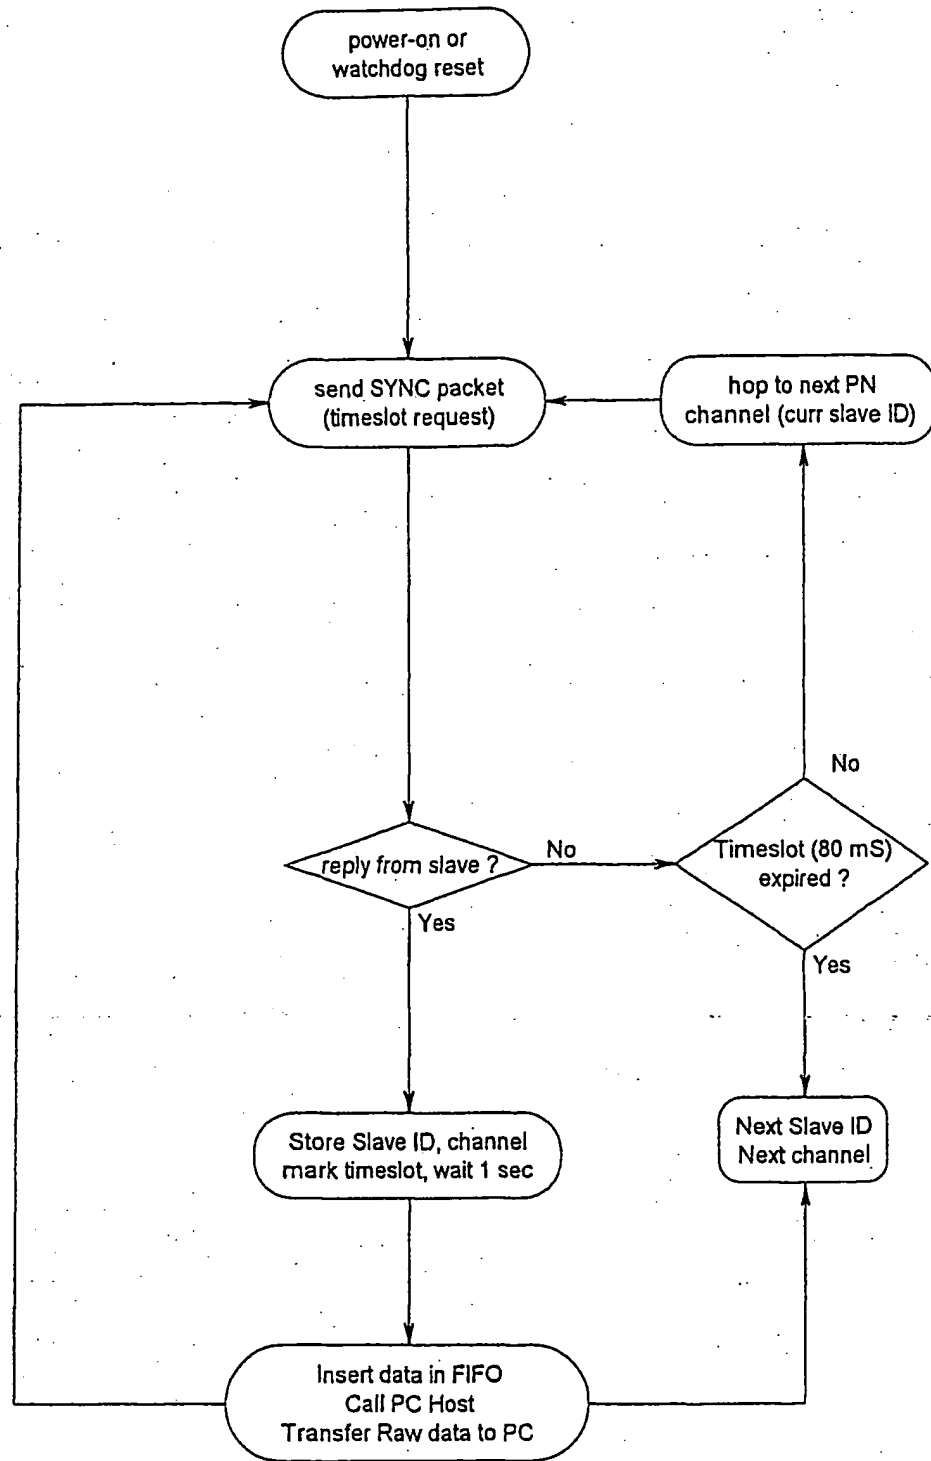 power-on or
watchdog reset
send SYNC packet
(timeslot request)
hop to next PN
channel (curr slave ID)
No
reply from slave ?
No
Timeslot (80 mS)
expired ?
Yes
Yes
Store Slave ID, channel
mark timeslot, wait 1 sec
Next Slave ID
Next channel
Insert data in FIFO
Call PC Host
Transfer Raw data to PC